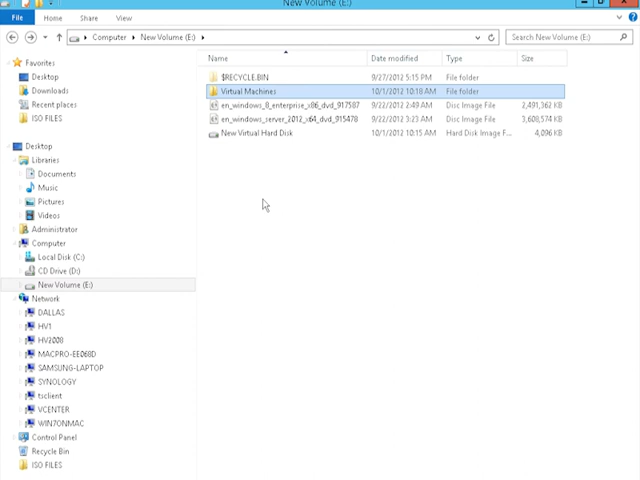 New Volume (E:)
File Home Share View
Computer New Volume (E:)
Search New Volume (E:)
Name Date modified Type Size
$RECYCLE.BIN 9/27/2012 5:15 PM File folder
Virtual Machines 10/1/2012 10:18 AM File folder
en_windows_8_enterprise_x86_dvd_917587 9/22/2012 2:49 AM Disc Image File 2,491,362 KB
en_windows_server_2012_x64_dvd_915478 9/22/2012 3:23 AM Disc Image File 3,608,574 KB
New Virtual Hard Disk 10/1/2012 10:15 AM Hard Disk Image F... 4,096 KB
Favorites
Desktop
Downloads
Recent places
ISO FILES
Desktop
Libraries
Documents
Music
Pictures
Videos
Administrator
Computer
Local Disk (C:)
CD Drive (D:)
New Volume (E:)
Network
DALLAS
HV1
HV2008
MACPRO-EE068D
SAMSUNG-LAPTOP
SYNOLOGY
tsclient
VCENTER
WIN7ONMAC
Control Panel
Recycle Bin
ISO FILES